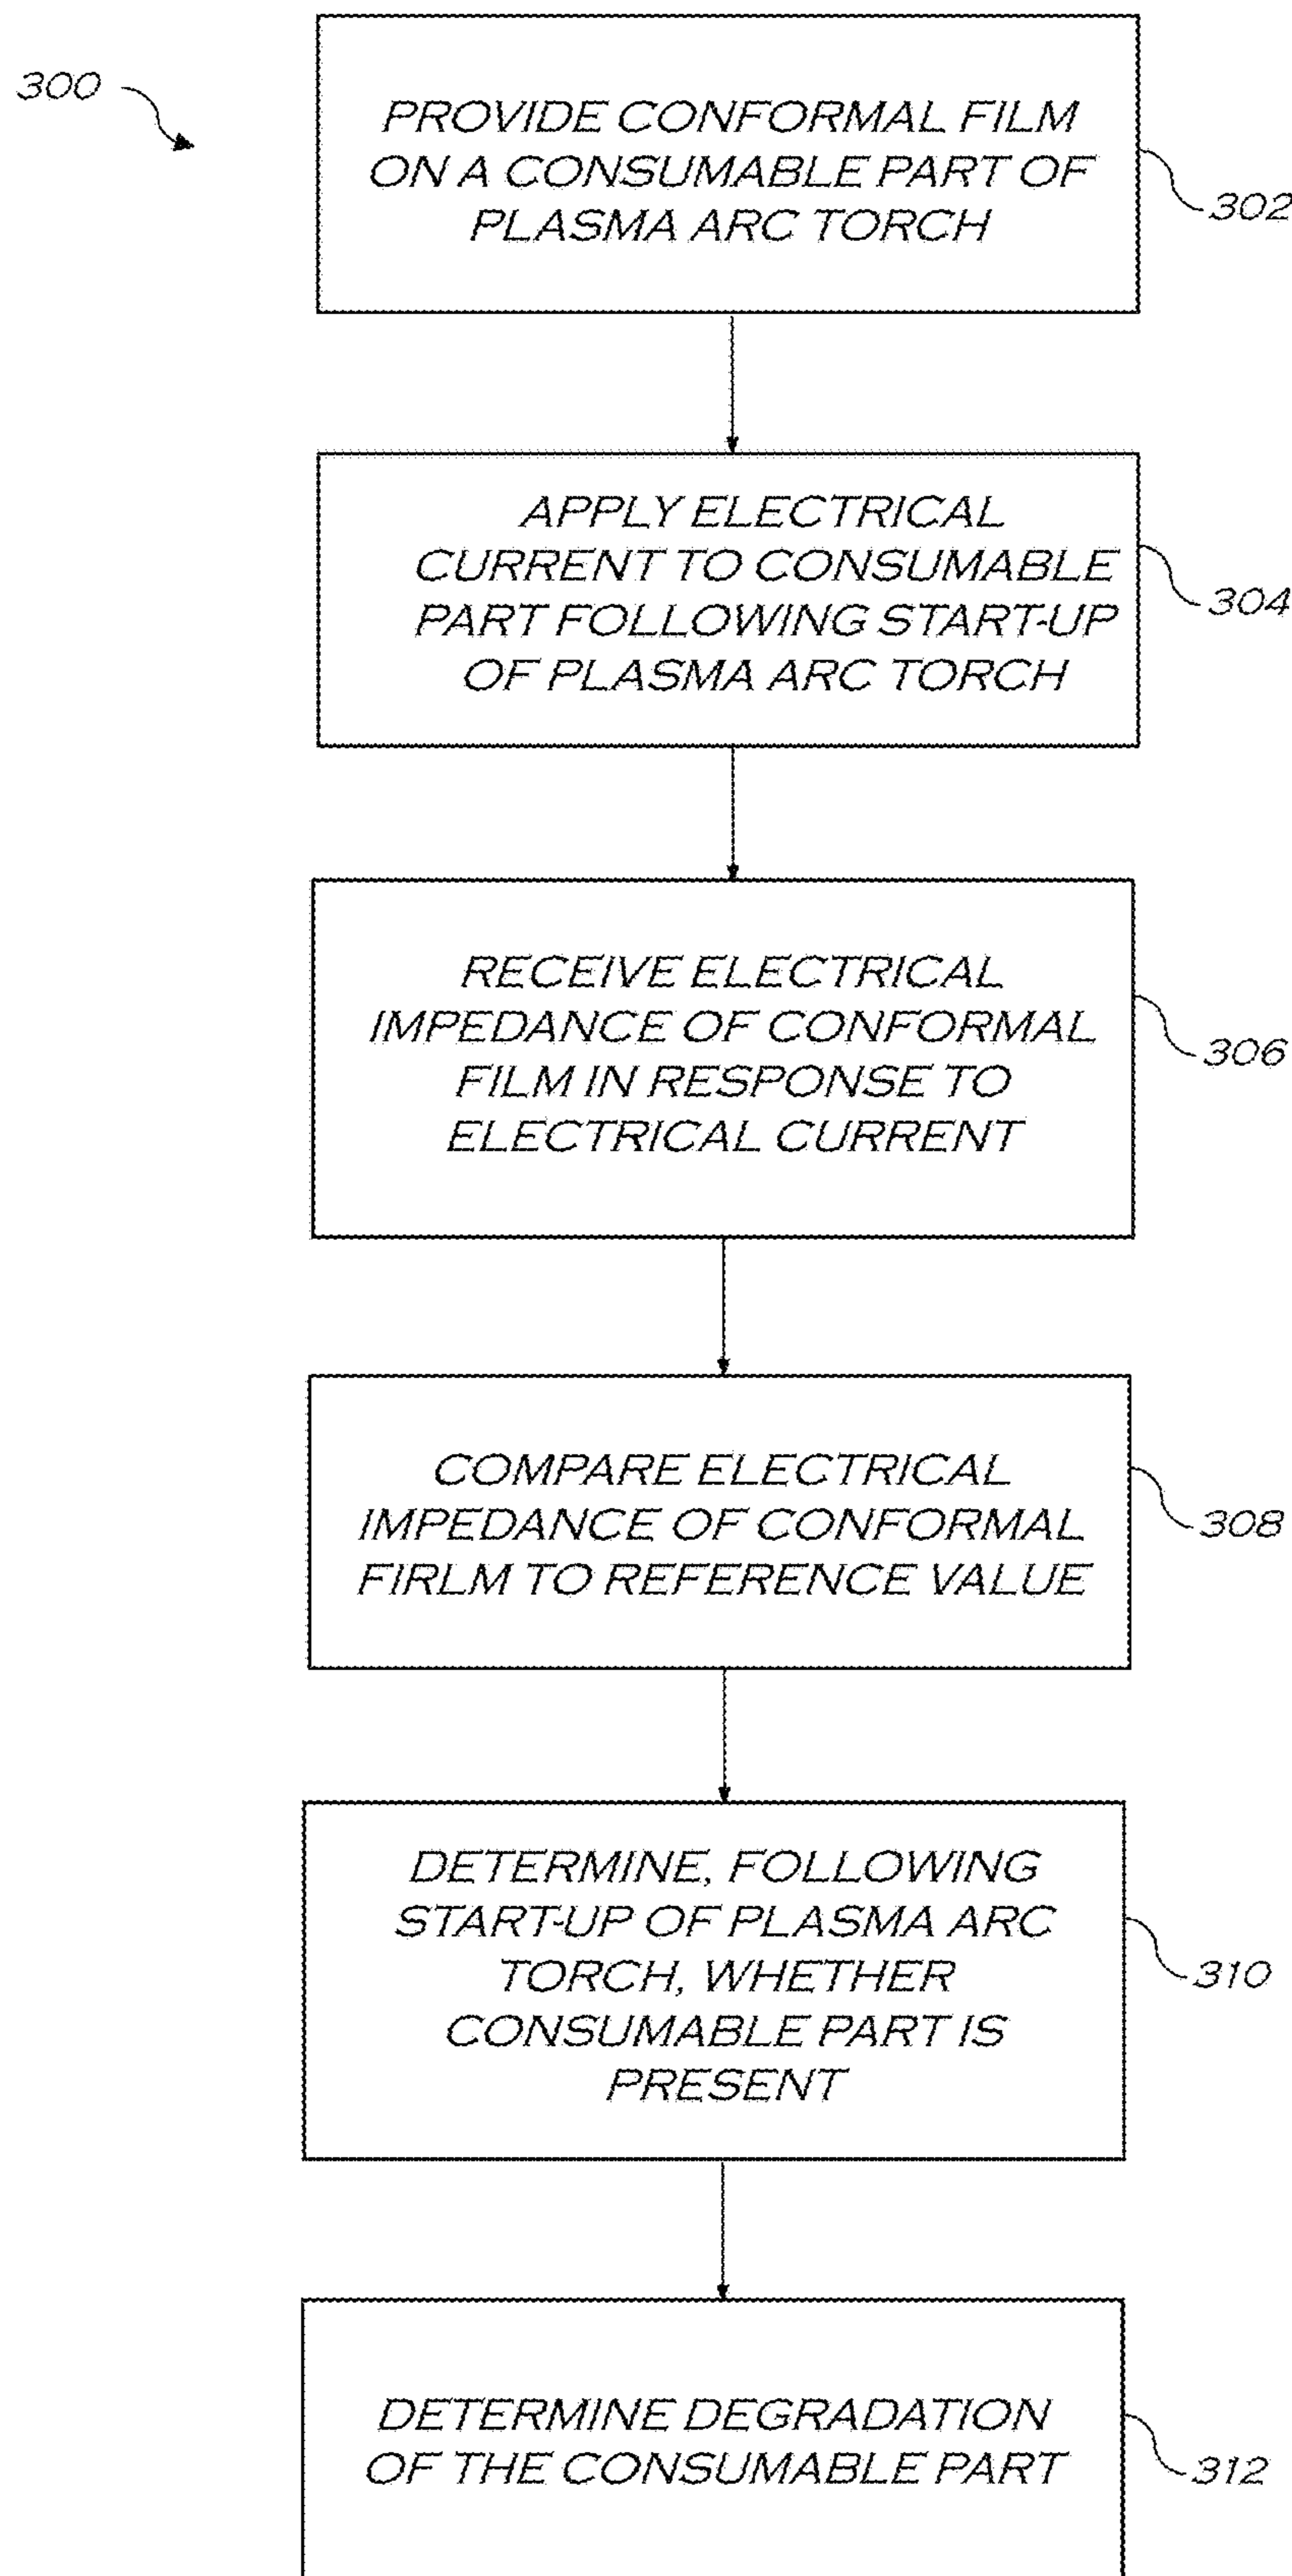 300
PROVIDE CONFORMAL FILM
ON A CONSUMABLE PART OF
PLASMA ARC TORCH
302
APPLY ELECTRICAL
CURRENT TO CONSUMABLE
PART FOLLOWING START-UP
OF PLASMA ARC TORCH
304
RECEIVE ELECTRICAL
IMPEDANCE OF CONFORMAL
FILM IN RESPONSE TO
ELECTRICAL CURRENT
306
COMPARE ELECTRICAL
IMPEDANCE OF CONFORMAL
FIRLM TO REFERENCE VALUE
308
DETERMINE, FOLLOWING
START-UP OF PLASMA ARC
TORCH, WHETHER
CONSUMABLE PART IS
PRESENT
310
DETERMINE DEGRADATION
OF THE CONSUMABLE PART
312